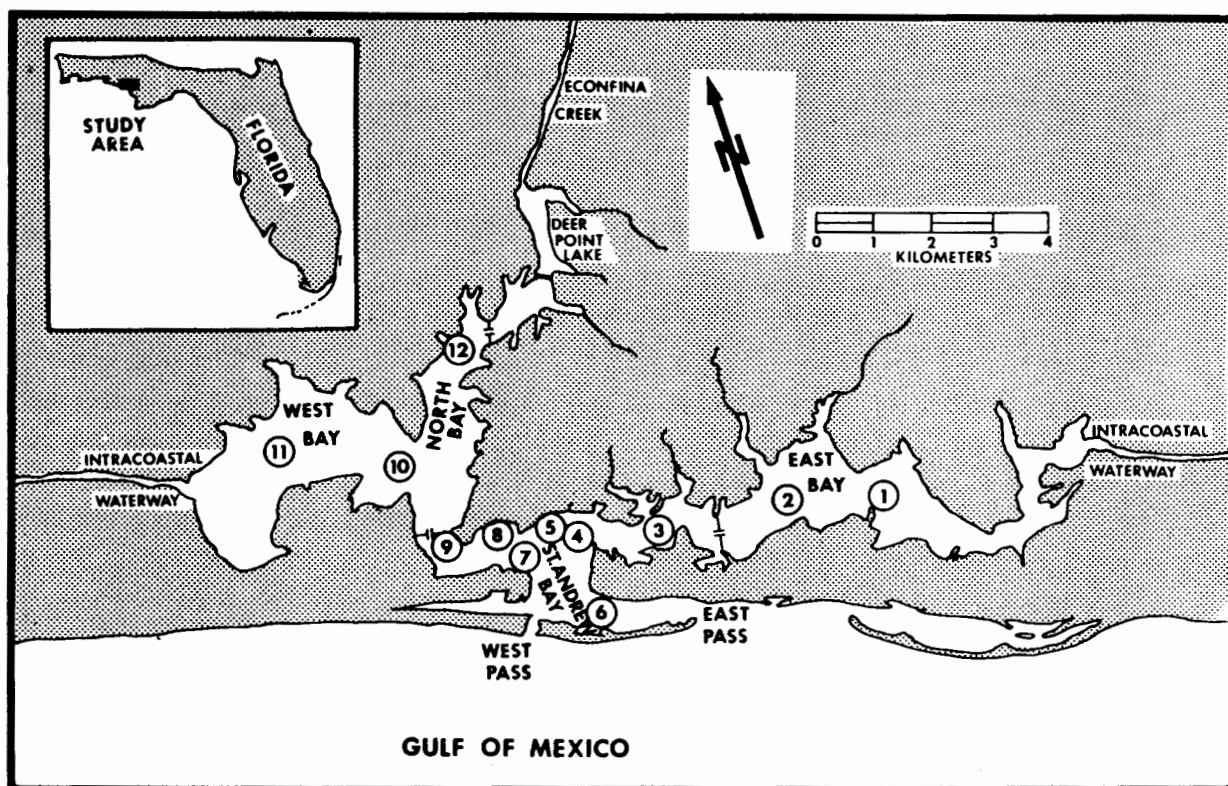 STUDY
AREA
FLORIDA
ECONFINA
CREEK
N
DEER
POINT
LAKE
0 1 2 3 4
KILOMETERS
12
WEST
BAY
NORTH
BAY
11
10
INTRACOASTAL
WATERWAY
EAST
BAY
2
1
INTRACOASTAL
WATERWAY
9
8
7
5
4
3
ST. ANDRE
BAY
6
WEST
PASS
EAST
PASS
GULF OF MEXICO